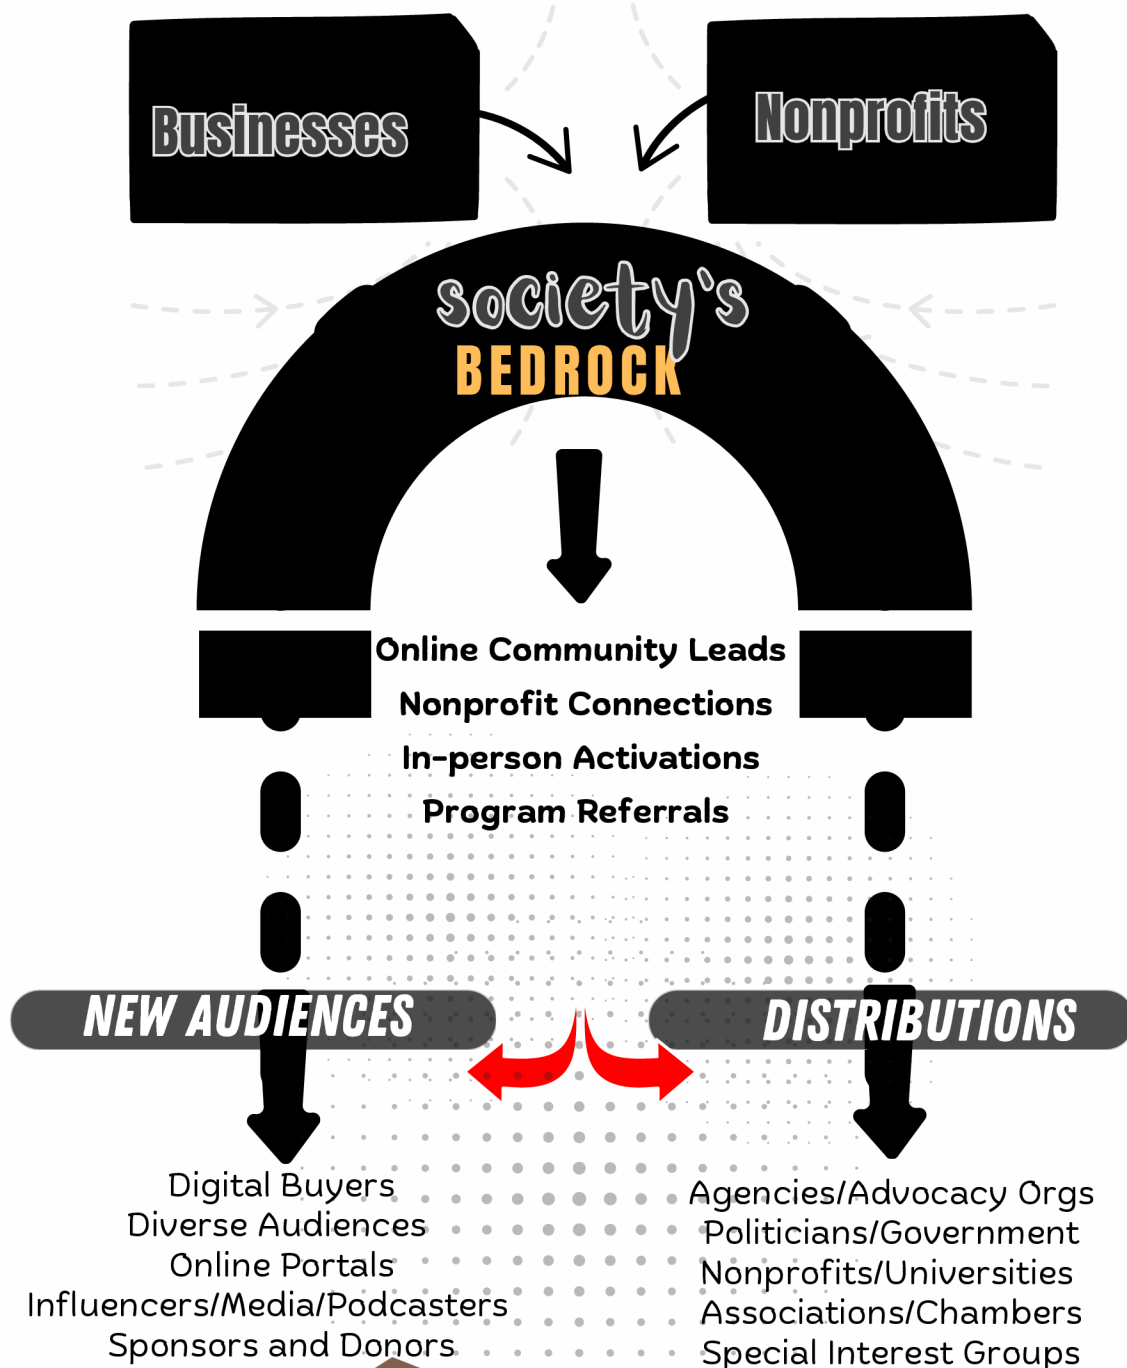 Businesses
Nonprofits
society's
BEDROCK
Online Community Leads
Nonprofit Connections
In-person Activations
Program Referrals
NEW AUDIENCES
DISTRIBUTIONS
Digital Buyers
Diverse Audiences
Online Portals
Influencers/Media/Podcasters
Sponsors and Donors
Agencies/Advocacy Orgs
Politicians/Government
Nonprofits/Universities
Associations/Chambers
Special Interest Groups